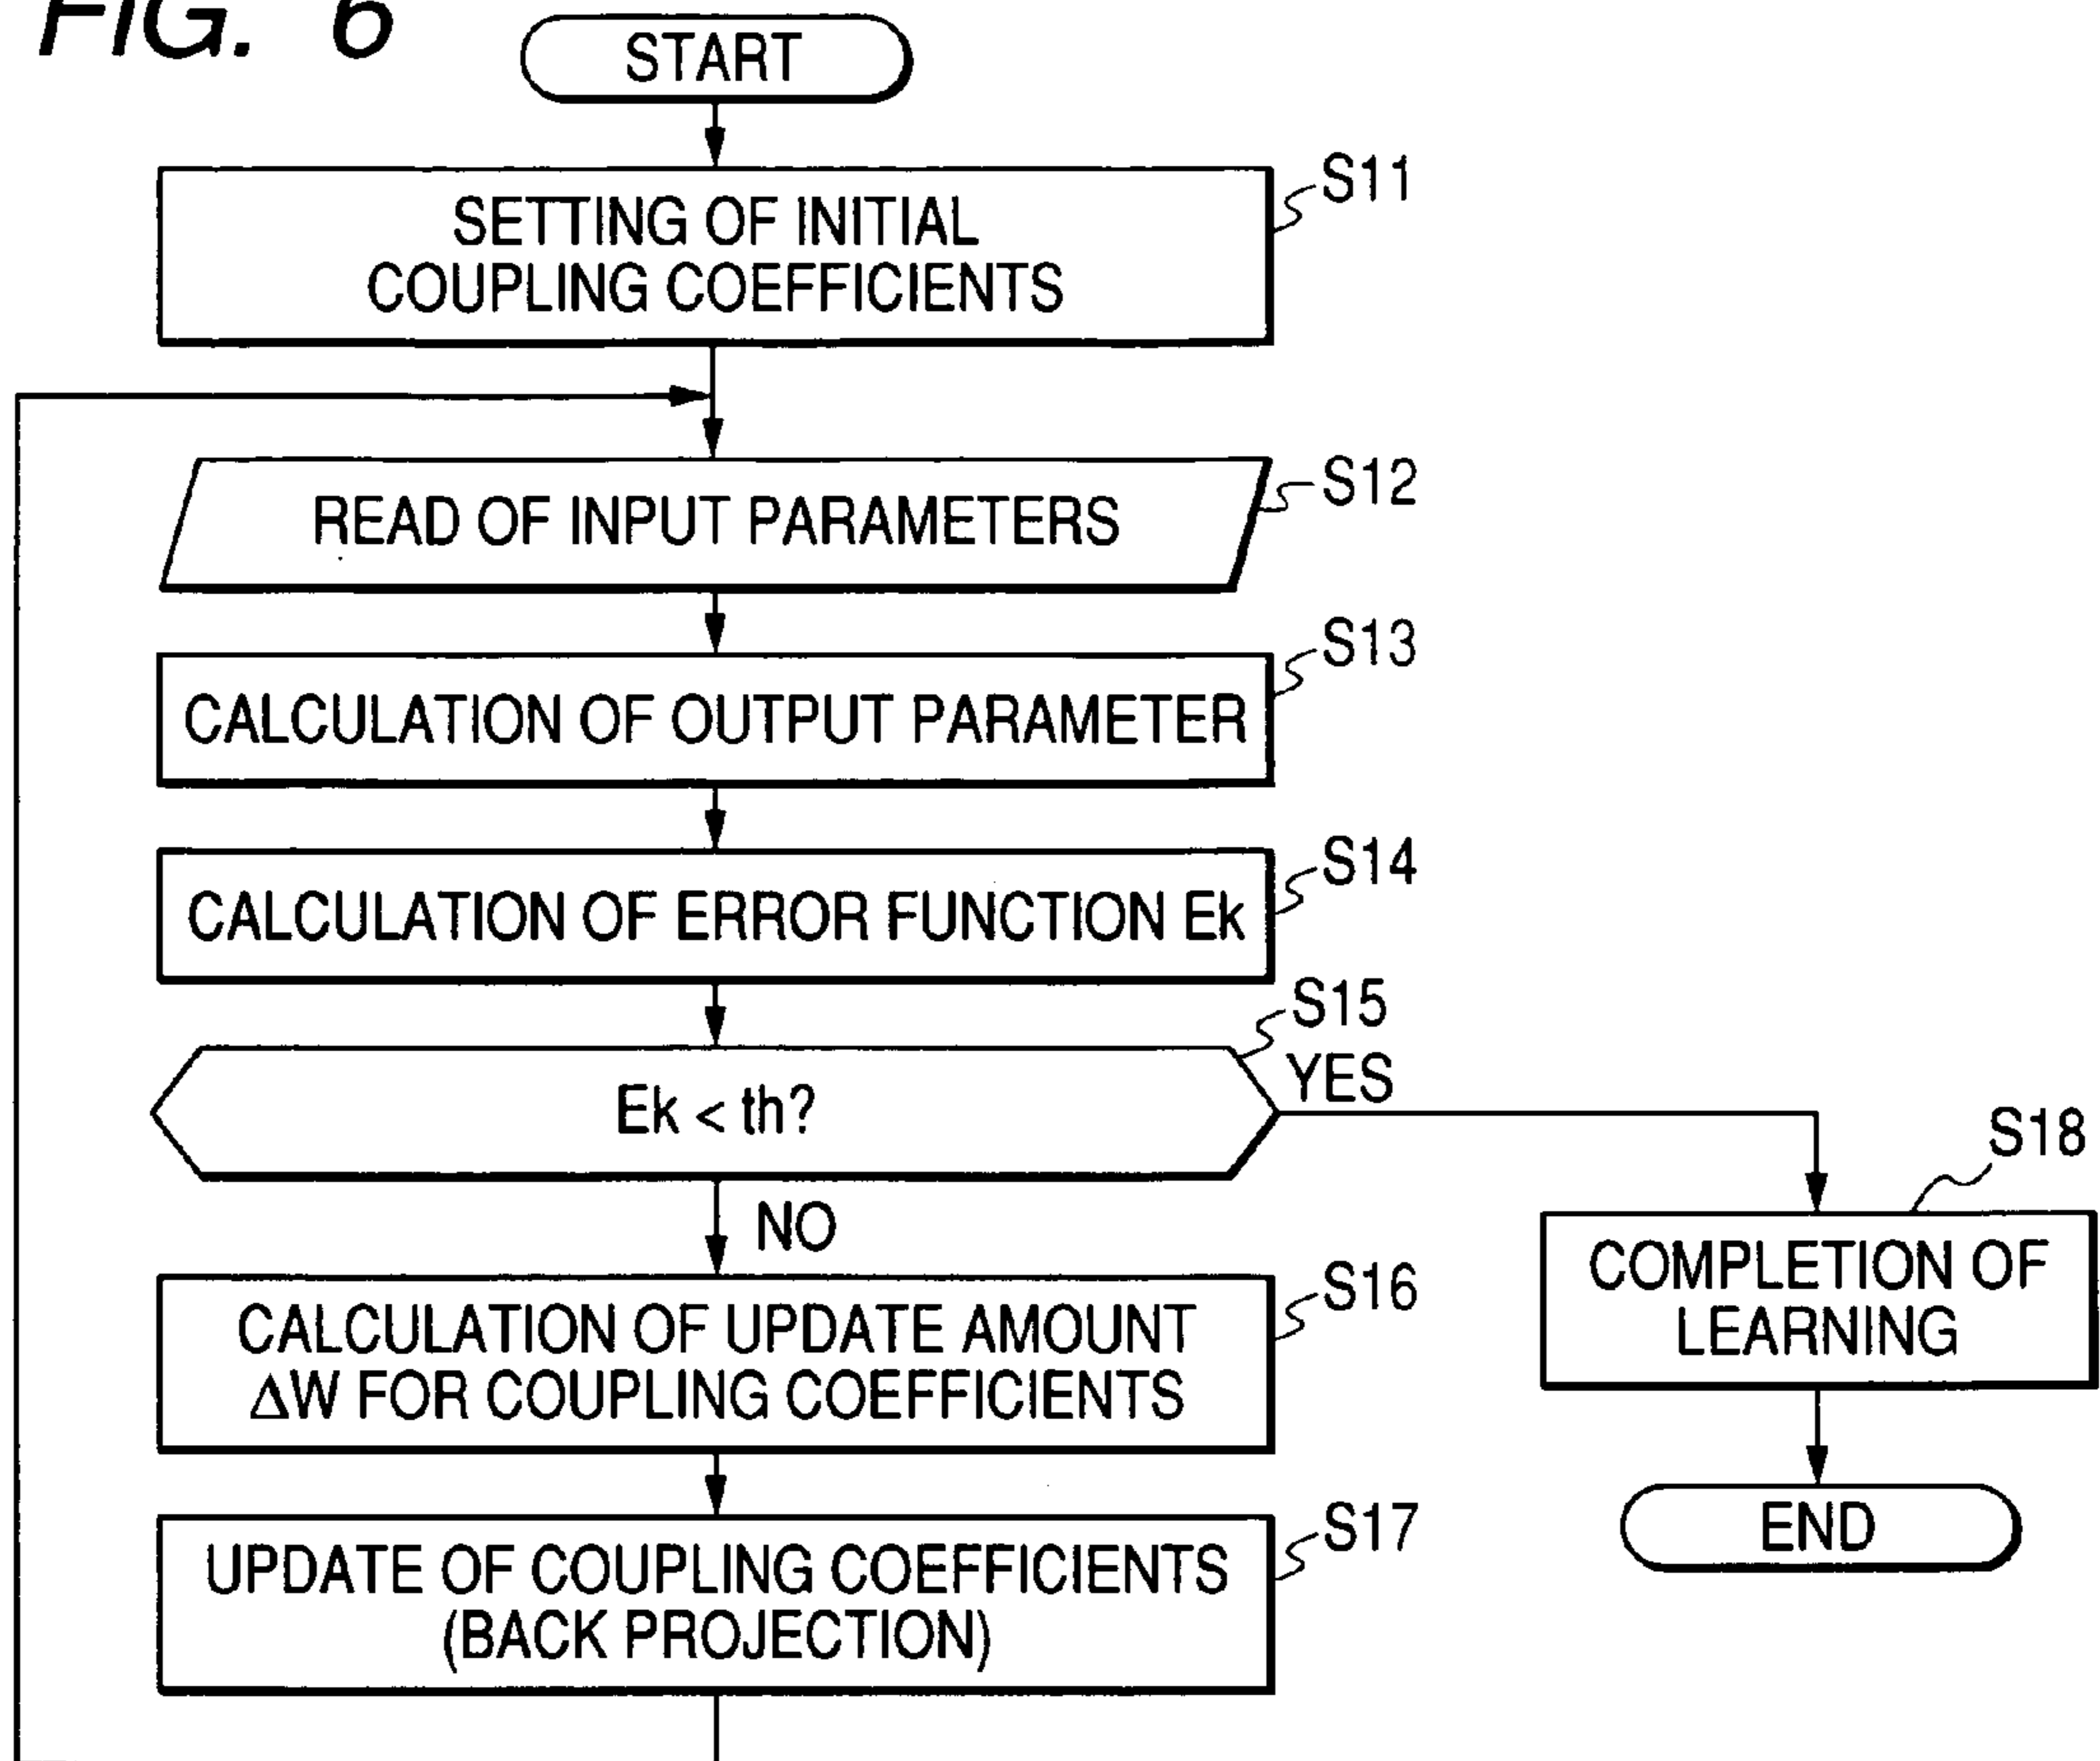 FIG. 6
START
SETTING OF INITIAL
COUPLING COEFFICIENTS
S11
READ OF INPUT PARAMETERS
S12
CALCULATION OF OUTPUT PARAMETER
S13
CALCULATION OF ERROR FUNCTION Ek
S14
Ek < th?
S15
YES
NO
CALCULATION OF UPDATE AMOUNT
ΔW FOR COUPLING COEFFICIENTS
S16
UPDATE OF COUPLING COEFFICIENTS
(BACK PROJECTION)
S17
S18
COMPLETION OF
LEARNING
END